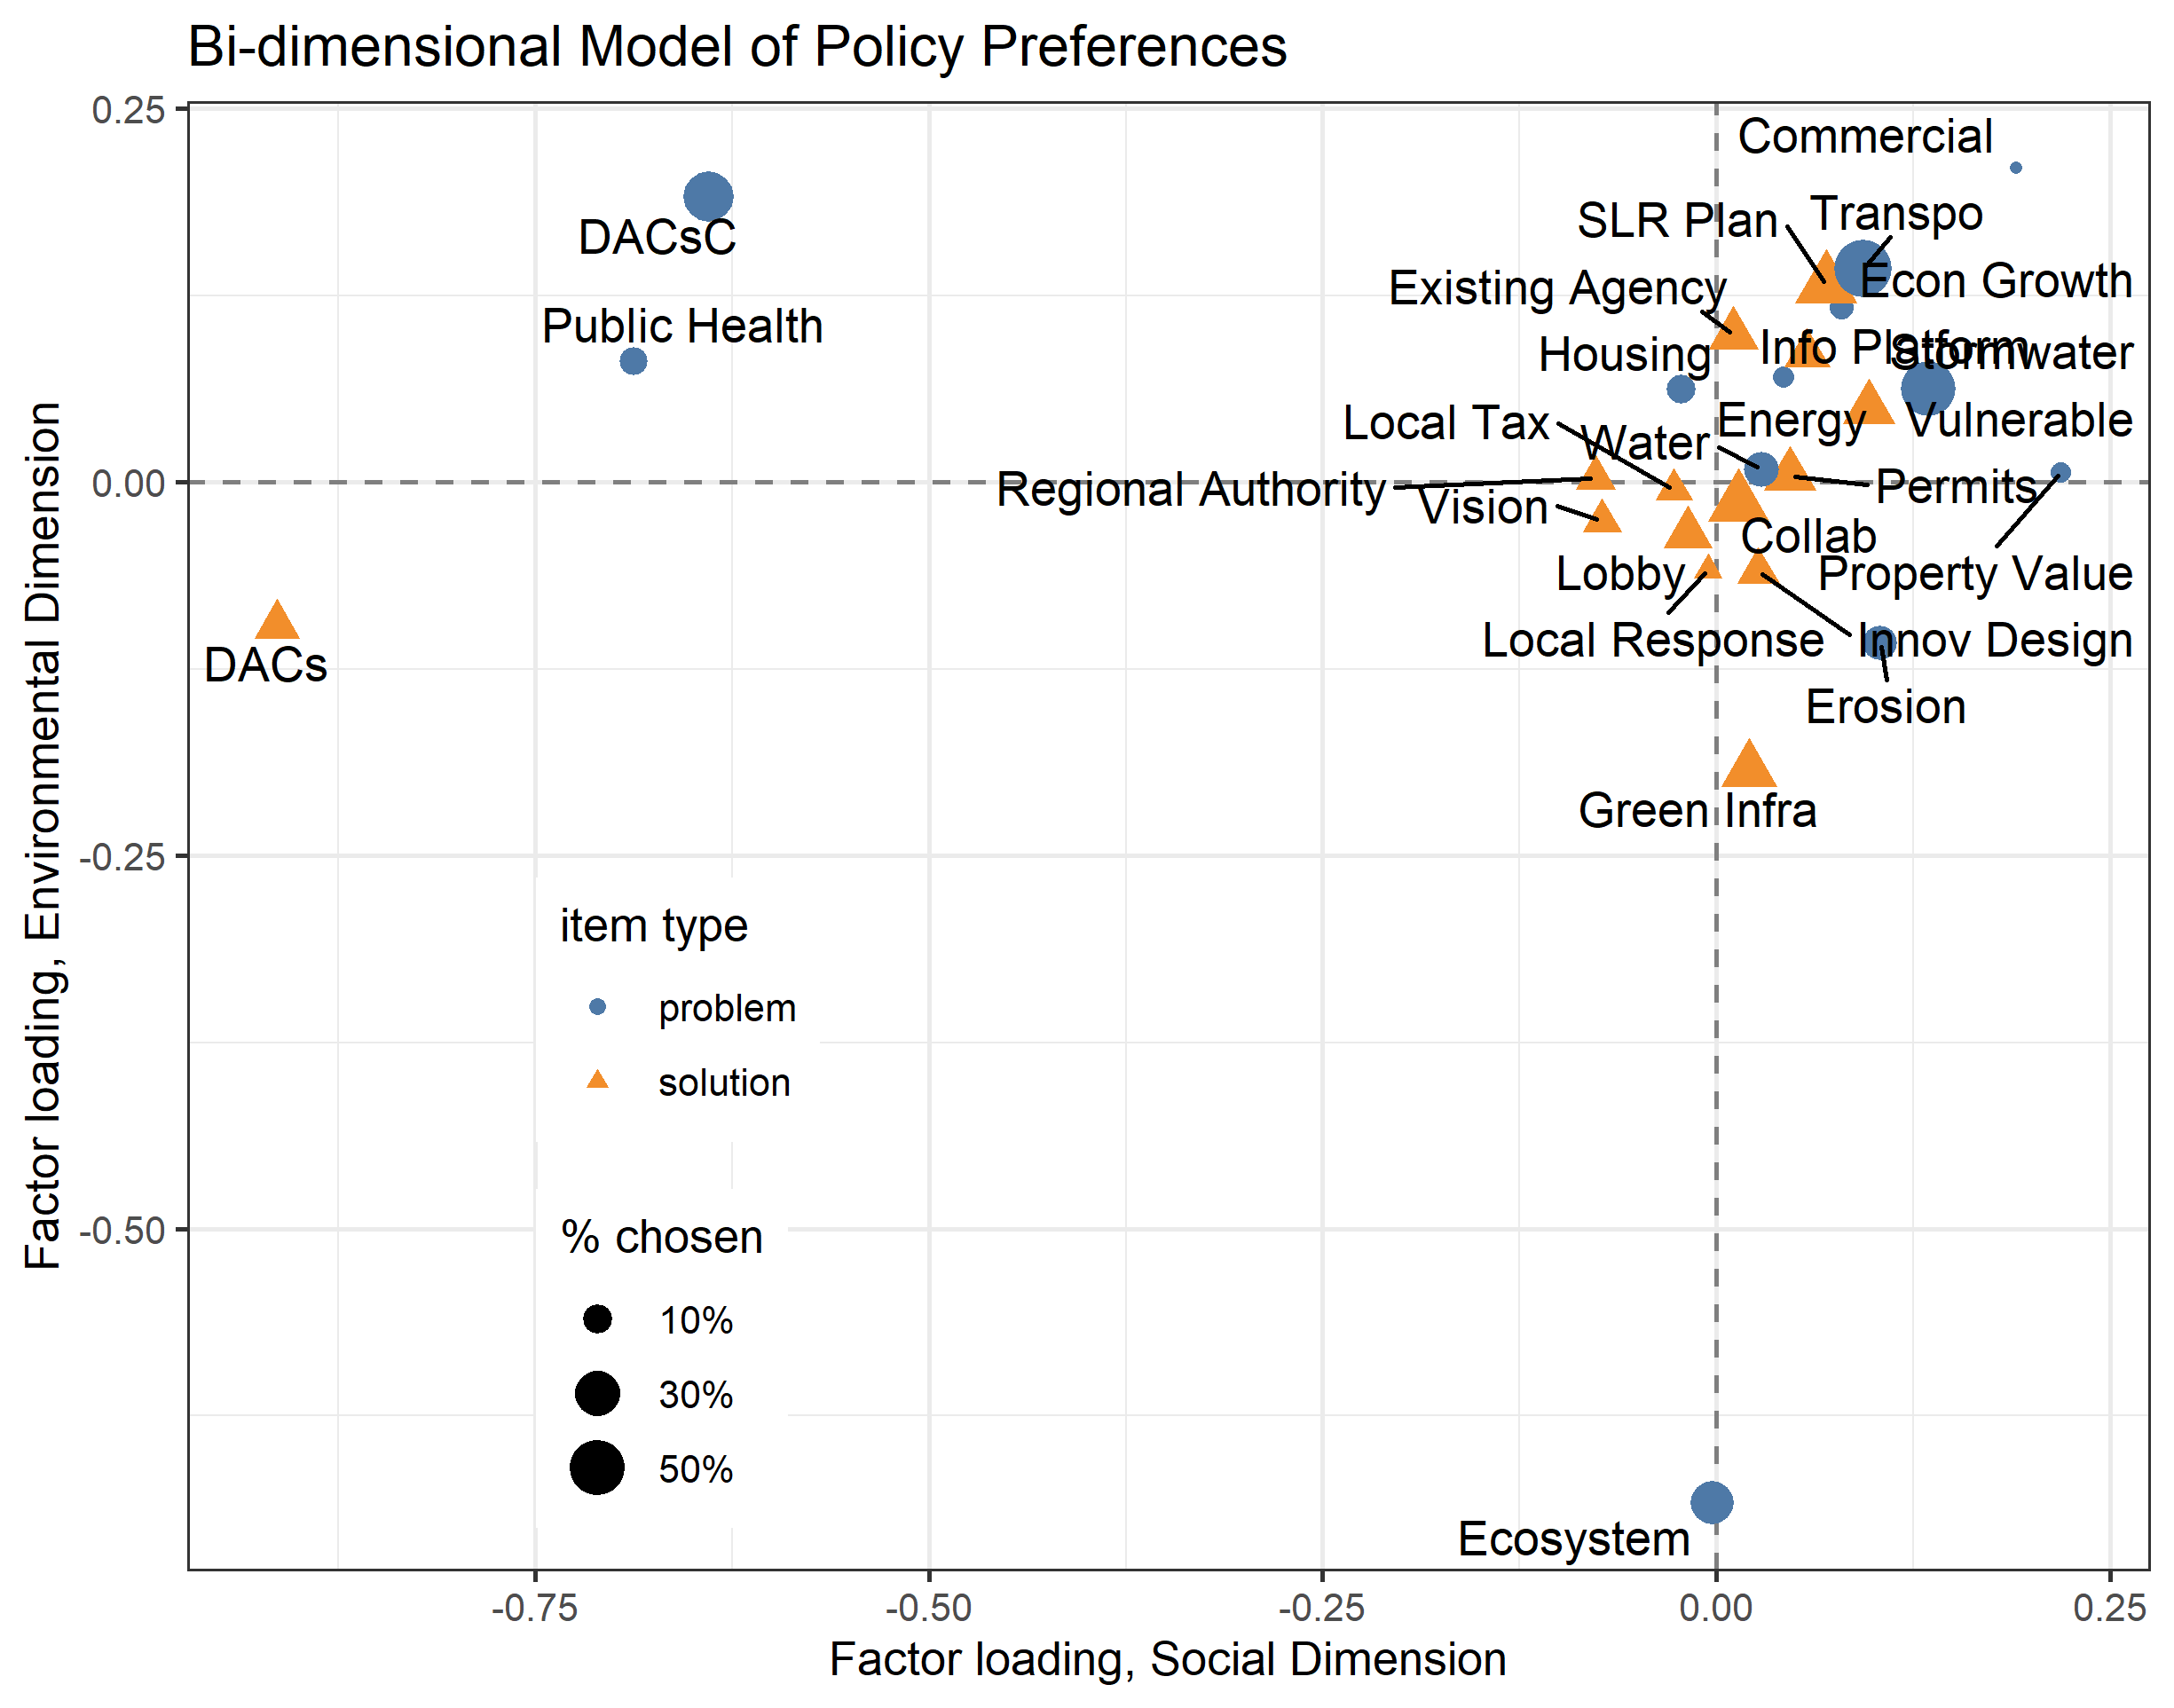 Bi-dimensional Model of Policy Preferences
Factor loading, Environmental Dimension
0.25
0.00
-0.25
-0.50
Commercial
Transpo
SLR Plan
DACsC
Econ Growth
Existing Agency
Public Health
Info Platform
Stormwater
Housing
Local Tax
Energy
Vulnerable
Water
Regional Authority
Permits
Vision
Collab
Lobby
Property Value
Local Response
Innov Design
DACs
Erosion
Green Infra
item type
problem
solution
% chosen
10%
30%
50%
Ecosystem
-0.75
-0.50
-0.25
0.00
0.25
Factor loading, Social Dimension